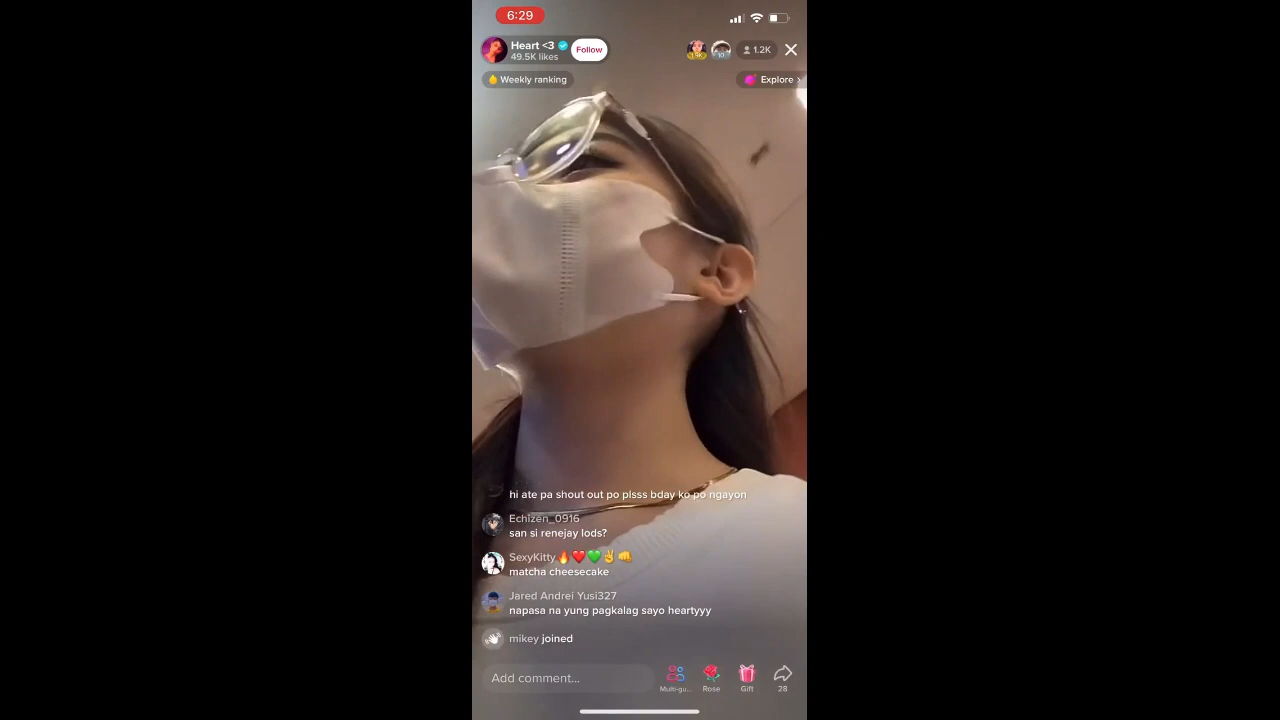 6:29
Heart <3
49.5K likes
Follow
1.2K
Weekly ranking
Explore
hi ate pa shout out po plsss bday ko po ngayon
Echizen_0916
san si renejay lods?
SexyKitty🔥❤️💚✌️👊
matcha cheesecake
Jared Andrei Yusi327
napasa na yung pagkalag sayo heartyyy
mikey joined
Add comment...
Multi-gu...
Rose
Gift
28